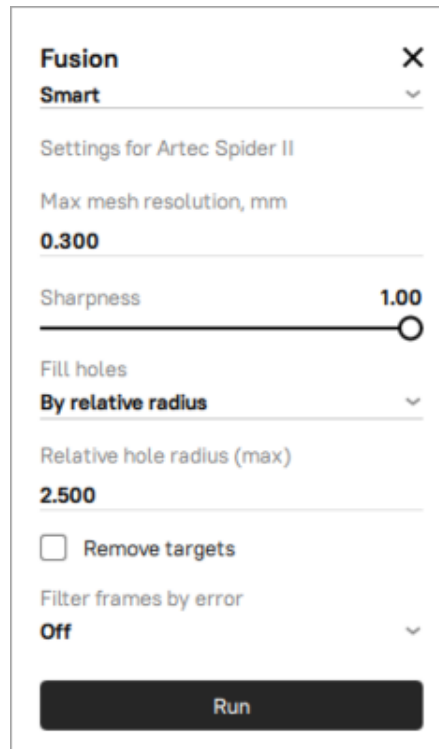 Fusion
Smart
Settings for Artec Spider II
Max mesh resolution, mm
0.300
Sharpness 1.00
Fill holes
By relative radius
Relative hole radius (max)
2.500
Remove targets
Filter frames by error
Off
Run